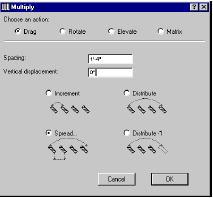 Multiply
Choose an action:
Drag Rotate Elevate Matrix
Spacing: 1'-4"
Vertical displacement: 0"
Increment Distribute
Spread... Distribute -1
Cancel OK